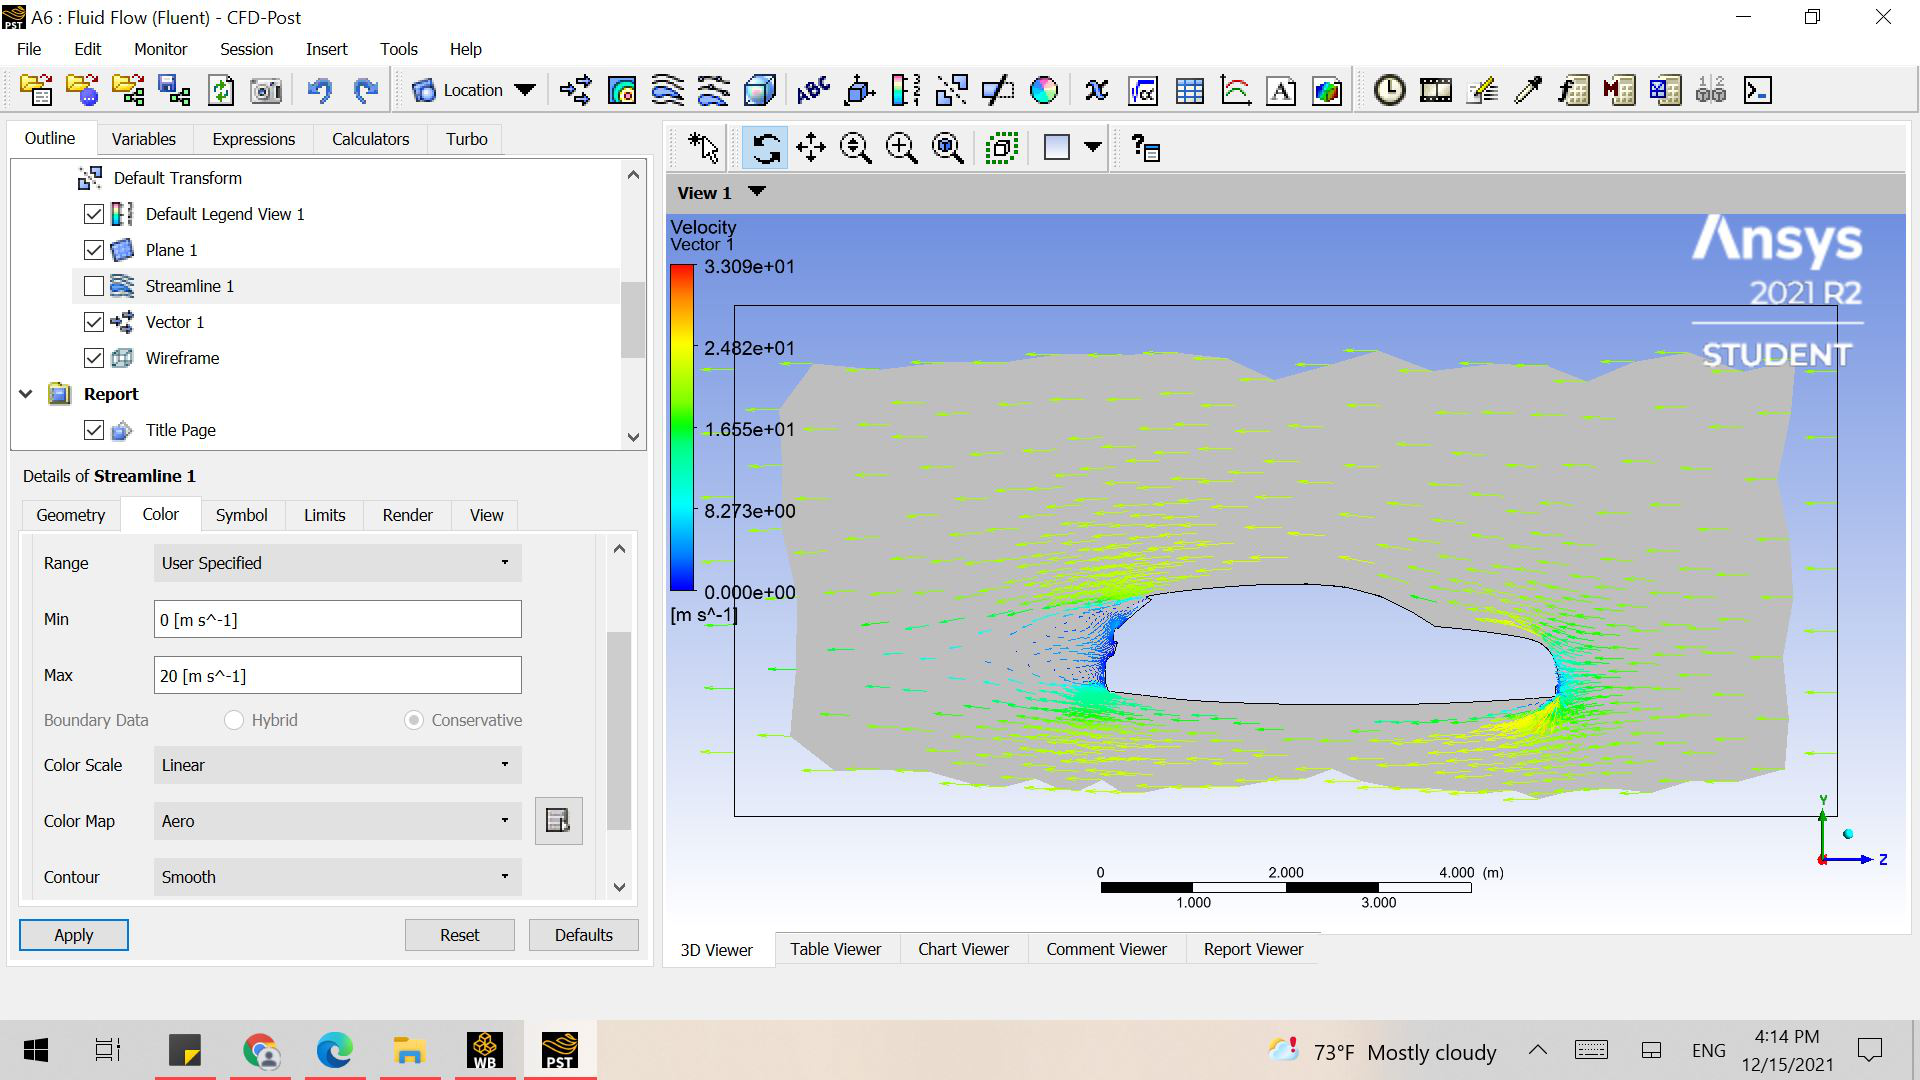 A6 : Fluid Flow (Fluent) - CFD-Post
File Edit Monitor Session Insert Tools Help
Location
Outline Variables Expressions Calculators Turbo
Default Transform
Default Legend View 1
Plane 1
Streamline 1
Vector 1
Wireframe
Report
Title Page
Details of Streamline 1
Geometry Color Symbol Limits Render View
Range User Specified
Min 0 [m s^-1]
Max 20 [m s^-1]
Boundary Data Hybrid Conservative
Color Scale Linear
Color Map Aero
Contour Smooth
Apply Reset Defaults
View 1
Velocity
Vector 1
3.309e+01
2.482e+01
1.655e+01
8.273e+00
0.000e+00
[m s^-1]
Ansys
2021 R2
STUDENT
Y
Z
0 2.000 4.000 (m)
1.000 3.000
3D Viewer Table Viewer Chart Viewer Comment Viewer Report Viewer
WB
PST
73°F Mostly cloudy
ENG
4:14 PM
12/15/2021